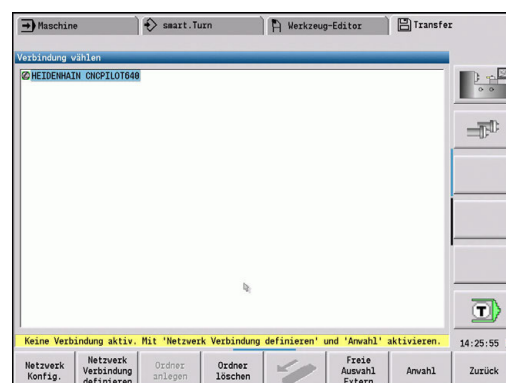 Maschine
smart.Turn
Werkzeug-Editor
Transfer
Verbindung wählen
HEIDENHAIN CNCPILOT640
Keine Verbindung aktiv. Mit 'Netzwerk Verbindung definieren' und 'Anwahl' aktivieren.
14:25:55
Netzwerk Konfig.
Netzwerk Verbindung definieren
Ordner anlegen
Ordner löschen
Freie Auswahl Extern
Anwahl
Zurück
T